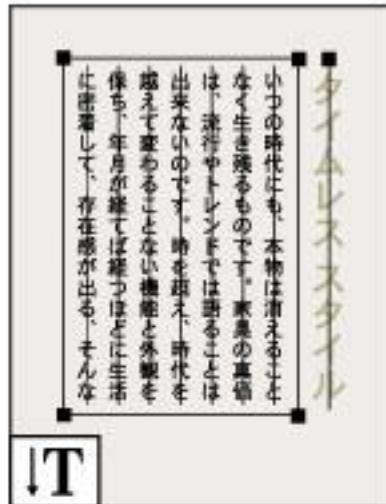 タイムレス スタイル
いつの時代にも、本物は消えること
なく生き残るものです。家具の真価
は、流行やトレンドでは語ることは
出来ないのです。時を超え、時代を
越えて変わることない機能と外観を
保ち、年月が経てば経つほどに生活
に密着して、存在感が出る、そんな
T